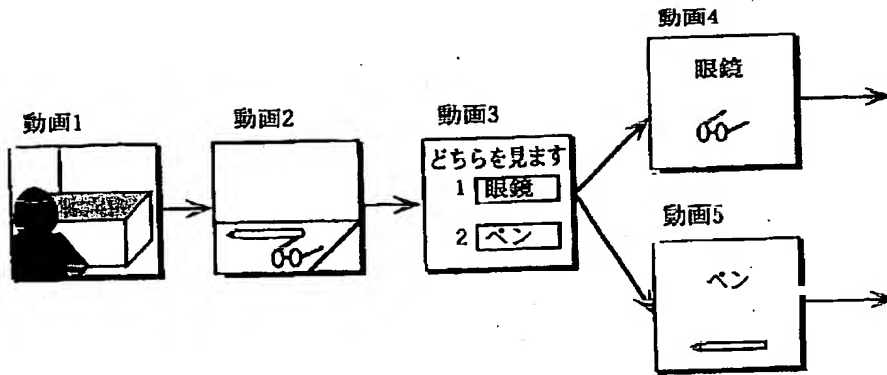 動画1
動画2
動画3
どちらを見ます
1 眼鏡
2 ペン
動画4
眼鏡
動画5
ペン